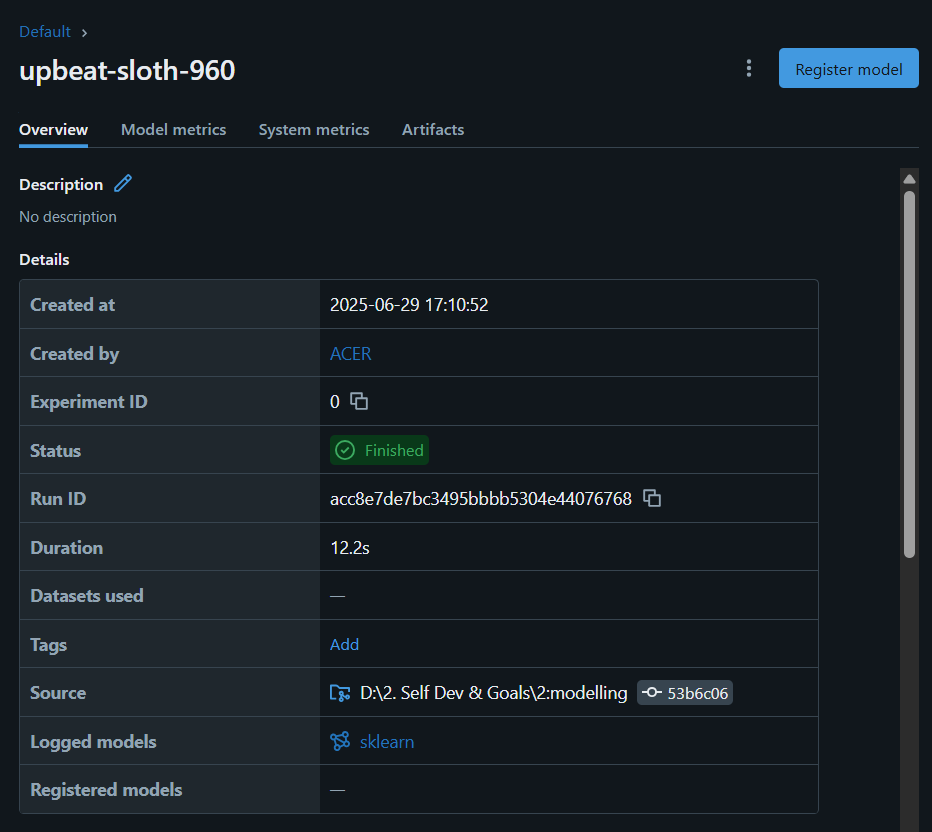 Default ›
upbeat-sloth-960
Register model
Overview Model metrics System metrics Artifacts
Description
No description
Details
Created at 2025-06-29 17:10:52
Created by ACER
Experiment ID 0
Status Finished
Run ID acc8e7de7bc3495bbbb5304e44076768
Duration 12.2s
Datasets used —
Tags Add
Source D:\2. Self Dev & Goals\2:modelling 53b6c06
Logged models sklearn
Registered models —